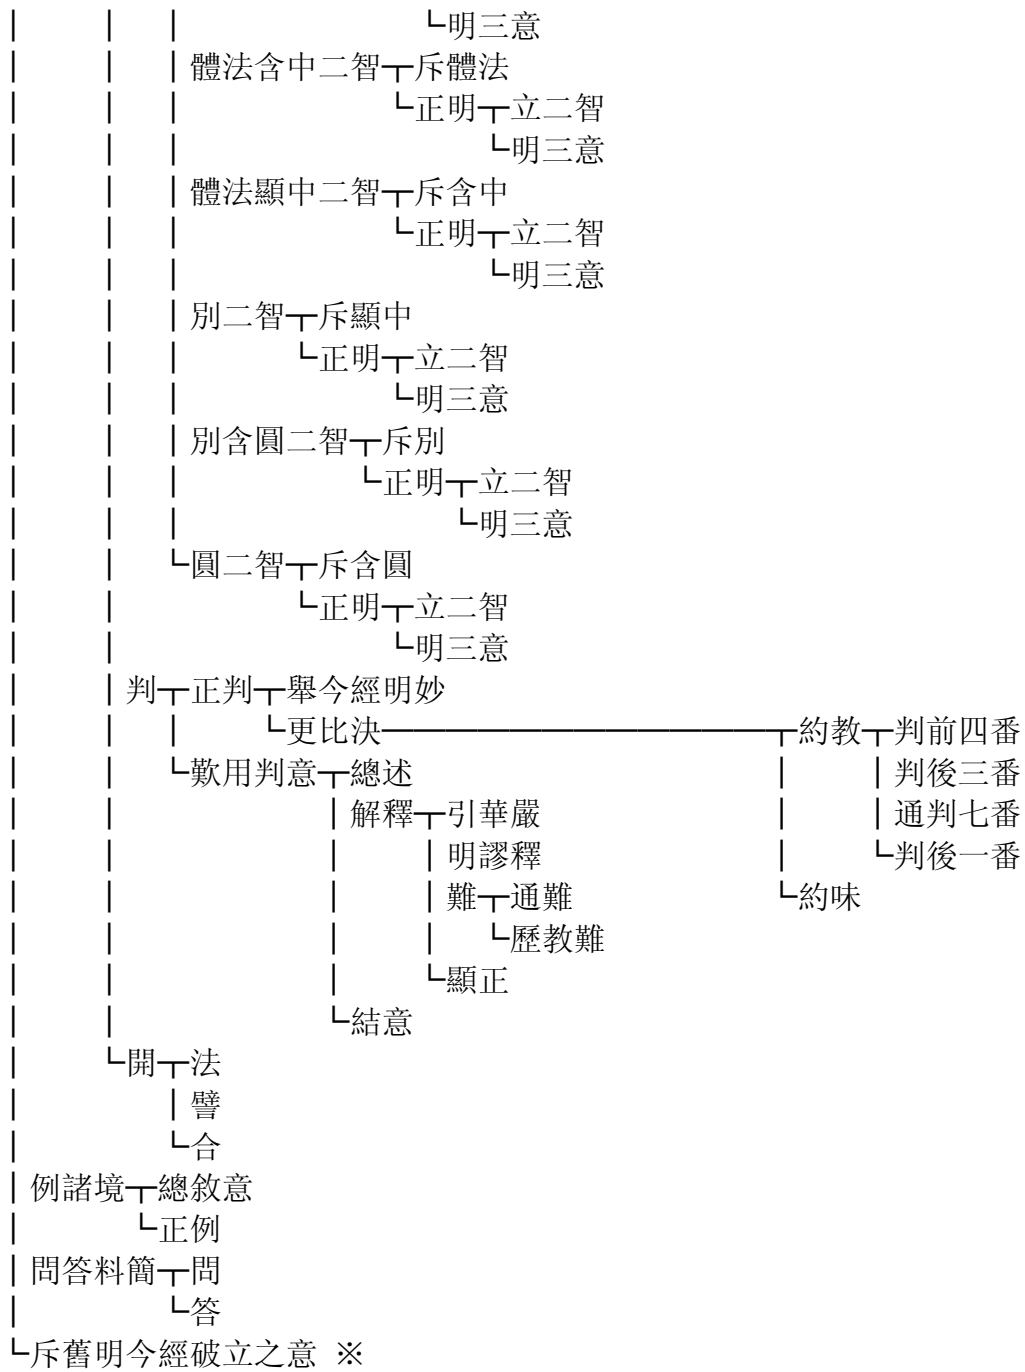 │　　│　│　　　　　　　└明三意
│　　│　│體法含中二智┬斥體法
│　　│　│　　　　　　└正明┬立二智
│　　│　│　　　　　　　　　└明三意
│　　│　│體法顯中二智┬斥含中
│　　│　│　　　　　　└正明┬立二智
│　　│　│　　　　　　　　　└明三意
│　　│　│別二智┬斥顯中
│　　│　│　　　└正明┬立二智
│　　│　│　　　　　　└明三意
│　　│　│別含圓二智┬斥別
│　　│　│　　　　　└正明┬立二智
│　　│　│　　　　　　　　└明三意
│　　│　└圓二智┬斥含圓
│　　│　　　　　└正明┬立二智
│　　│　　　　　　　　└明三意
│　　│判┬正判┬舉今經明妙
│　　│　│　　└更比決────────────┬約教┬判前四番
│　　│　└歎用判意┬總述　　　　　　　　　　　│　　│判後三番
│　　│　　　　　　│解釋┬引華嚴　　　　　　　│　　│通判七番
│　　│　　　　　　│　　│明謬釋　　　　　　　│　　└判後一番
│　　│　　　　　　│　　│難┬通難　　　　　　└約味
│　　│　　　　　　│　　│　└歷教難
│　　│　　　　　　│　　└顯正
│　　│　　　　　　└結意
│　　└開┬法
│　　　　│譬
│　　　　└合
│例諸境┬總敘意
│　　　└正例
│問答料簡┬問
│　　　　└答
└斥舊明今經破立之意 ※